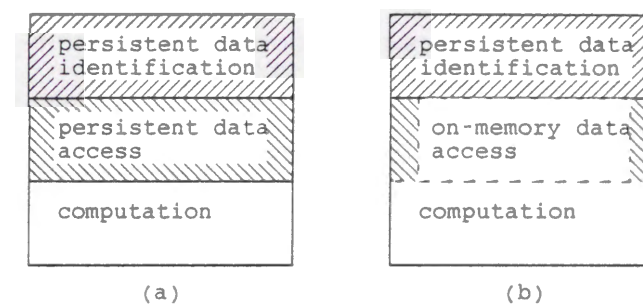 persistent data
identification
persistent data
access
computation
(a)
persistent data
identification
on-memory data
access
computation
(b)